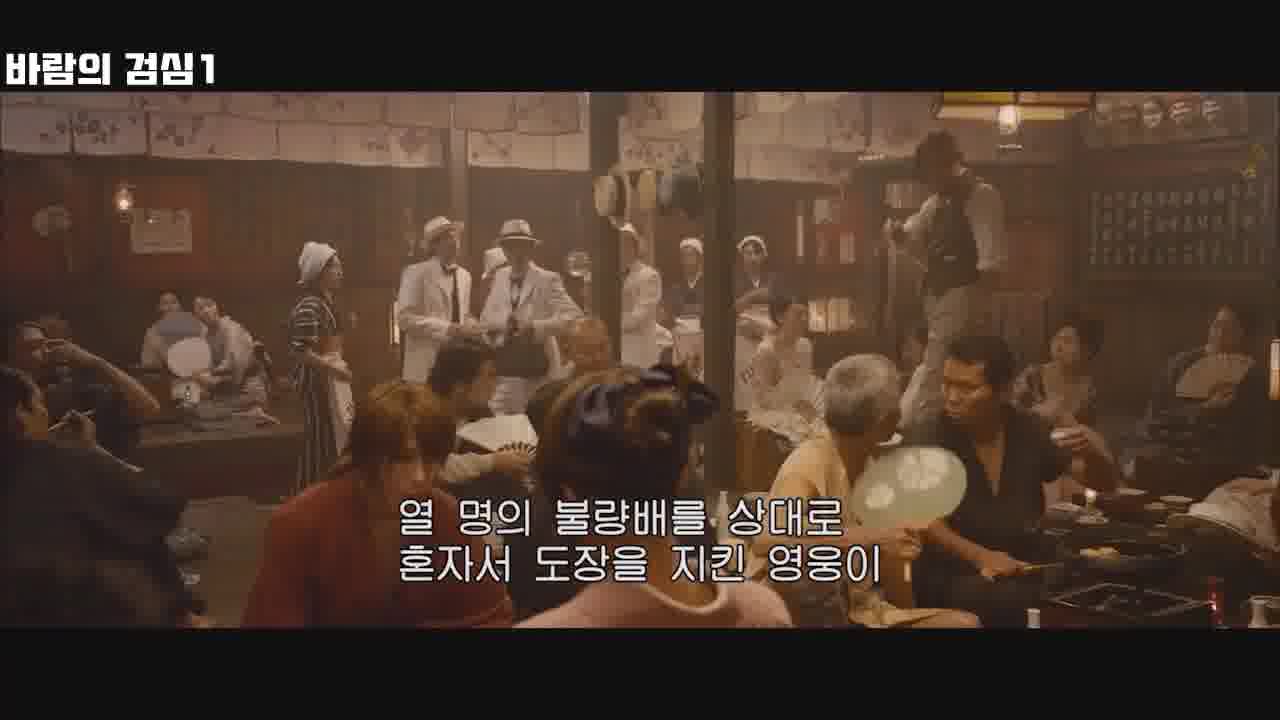 바람의 검심1
열 명의 불량배를 상대로
혼자서 도장을 지킨 영웅이